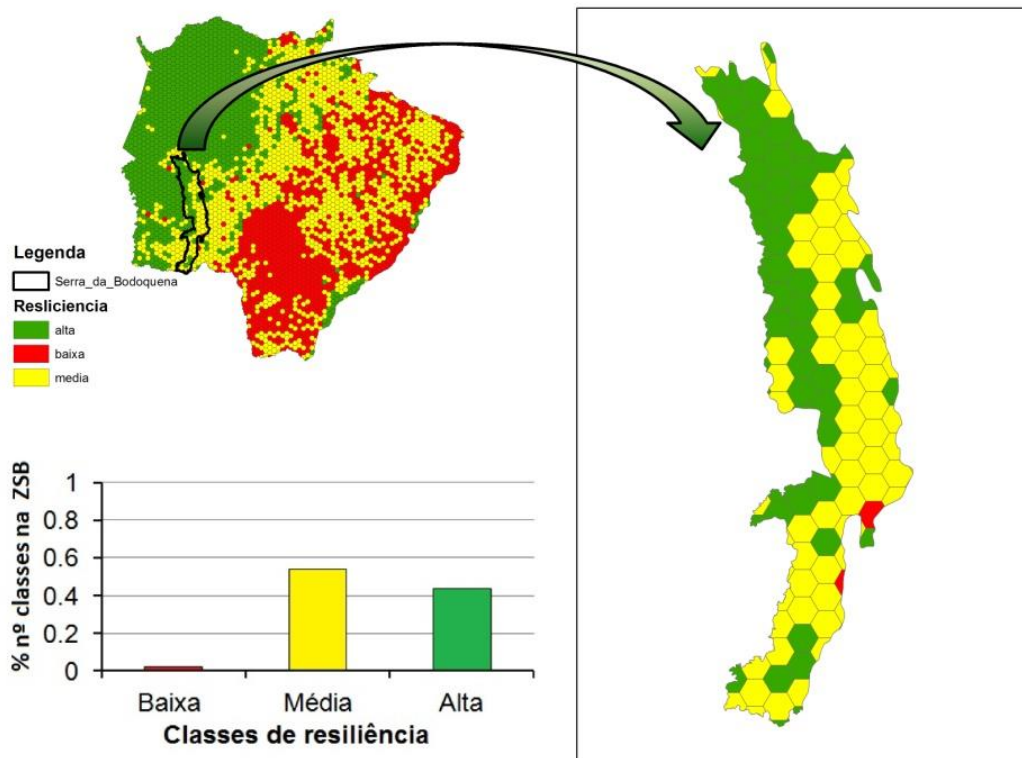 Legenda
Serra_da_Bodoquena
Resliciencia
alta
baixa
media
% nº classes na ZSB
1
0.8
0.6
0.4
0.2
0
Baixa
Média
Alta
Classes de resiliência